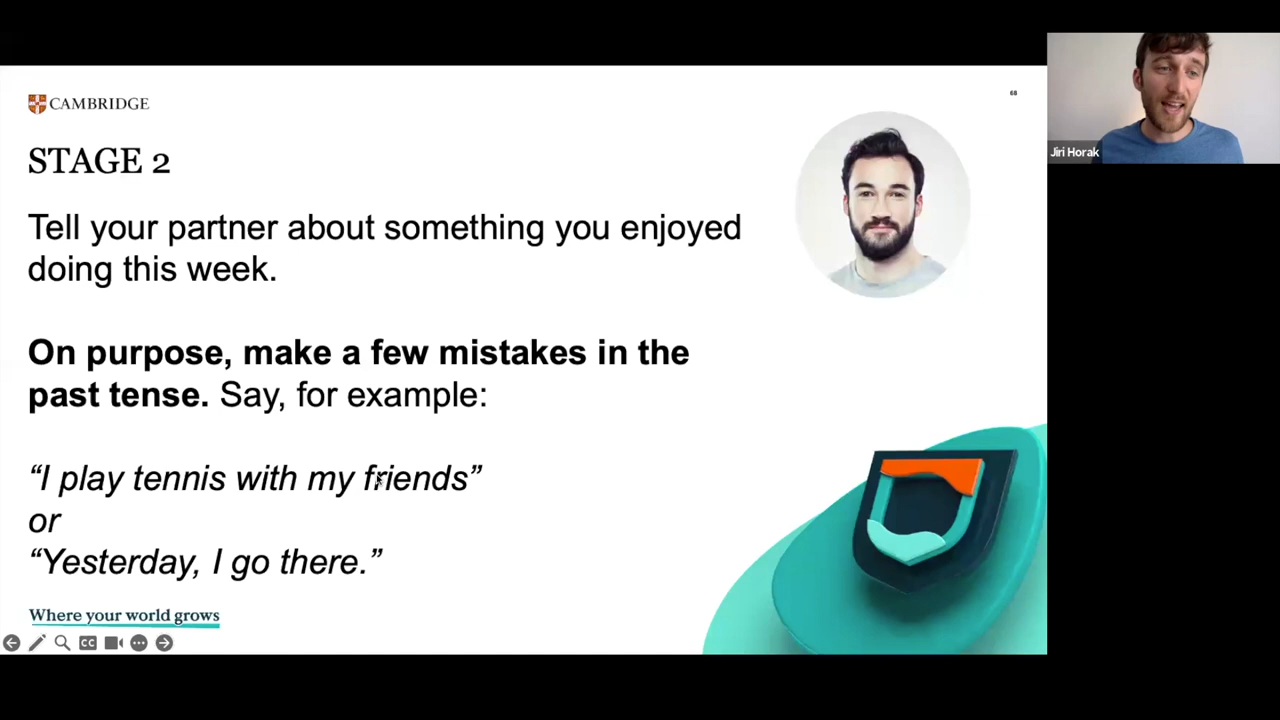 CAMBRIDGE
68
STAGE 2
Tell your partner about something you enjoyed
doing this week.
On purpose, make a few mistakes in the
past tense. Say, for example:
“I play tennis with my friends”
or
“Yesterday, I go there.”
Where your world grows
CC
Jiri Horak